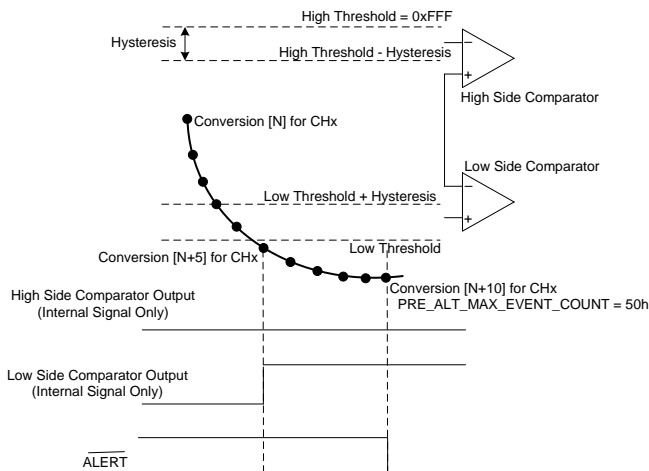 High Threshold = 0xFFF
Hysteresis
High Threshold - Hysteresis
−
+
High Side Comparator
Conversion [N] for CHx
Low Side Comparator
−
Low Threshold + Hysteresis
+
Conversion [N+5] for CHx
Low Threshold
Conversion [N+10] for CHx
PRE_ALT_MAX_EVENT_COUNT = 50h
High Side Comparator Output
(Internal Signal Only)
Low Side Comparator Output
(Internal Signal Only)
ALERT